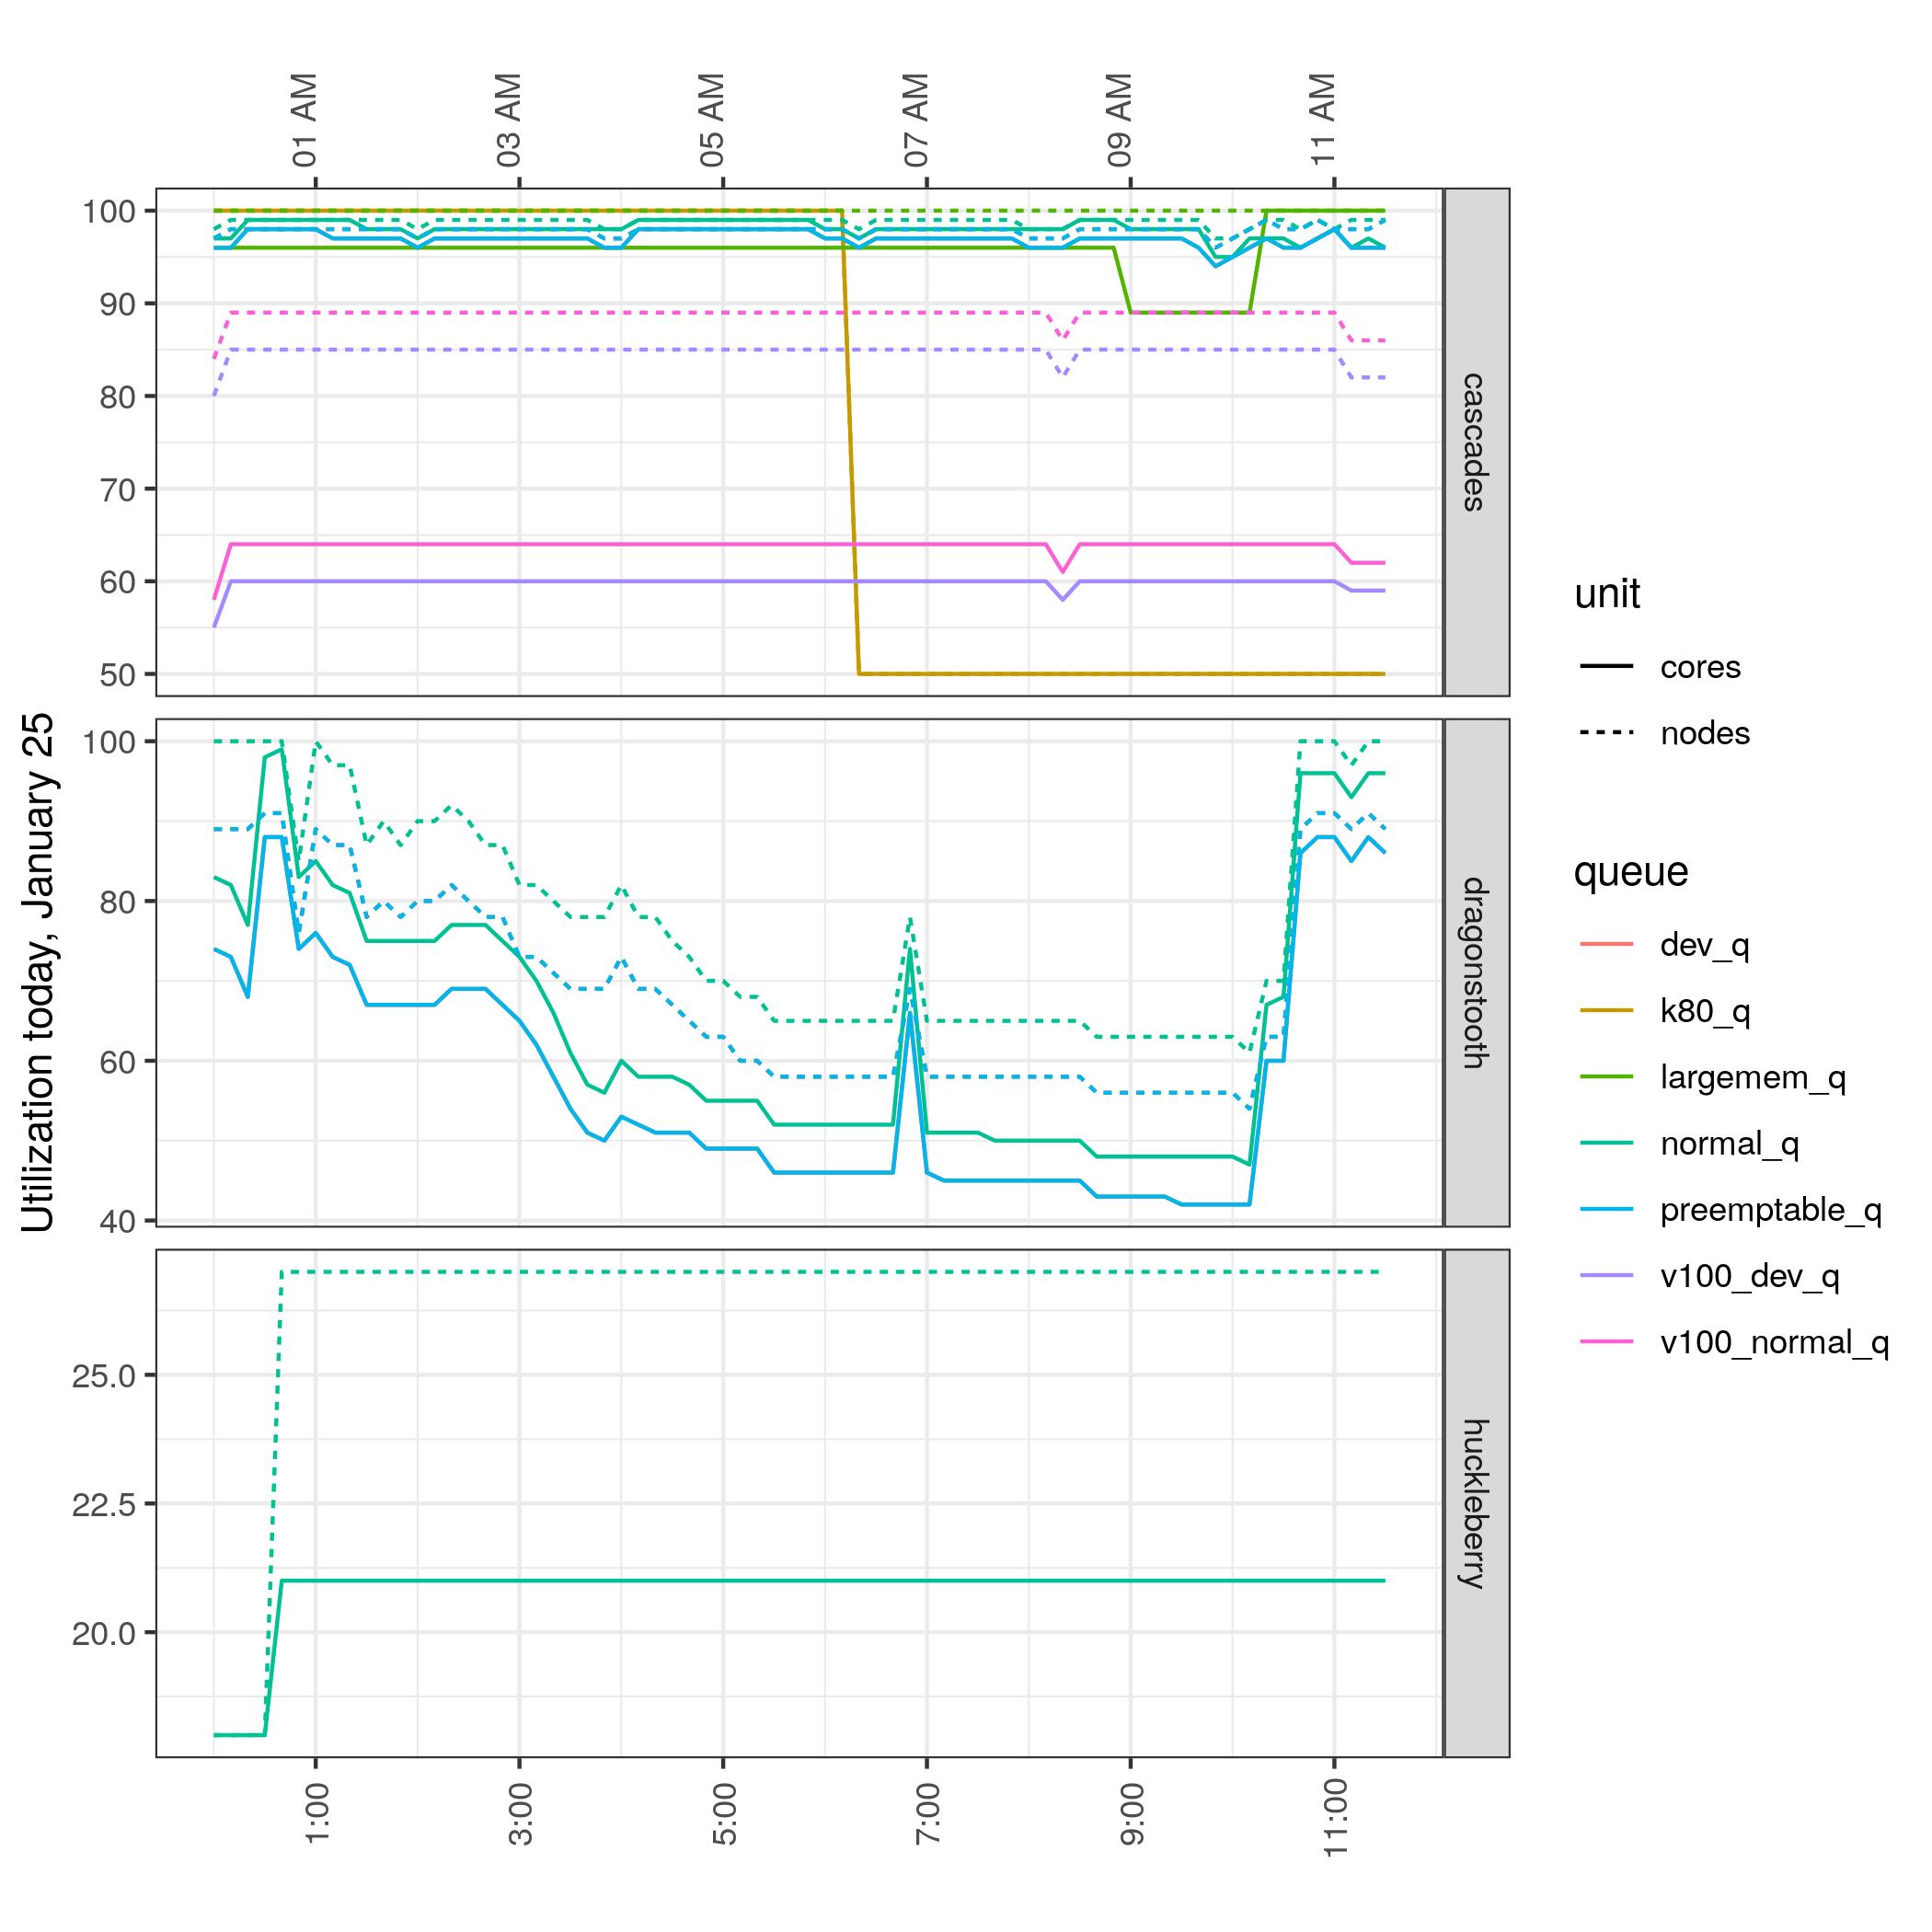 01 AM
03 AM
05 AM
07 AM
09 AM
11 AM
Utilization today, January 25
100
90
80
70
60
50
cascades
100
80
60
40
dragonstooth
25.0
22.5
20.0
huckleberry
1:00
3:00
5:00
7:00
9:00
11:00
unit
cores
nodes
queue
dev_q
k80_q
largemem_q
normal_q
preemptable_q
v100_dev_q
v100_normal_q